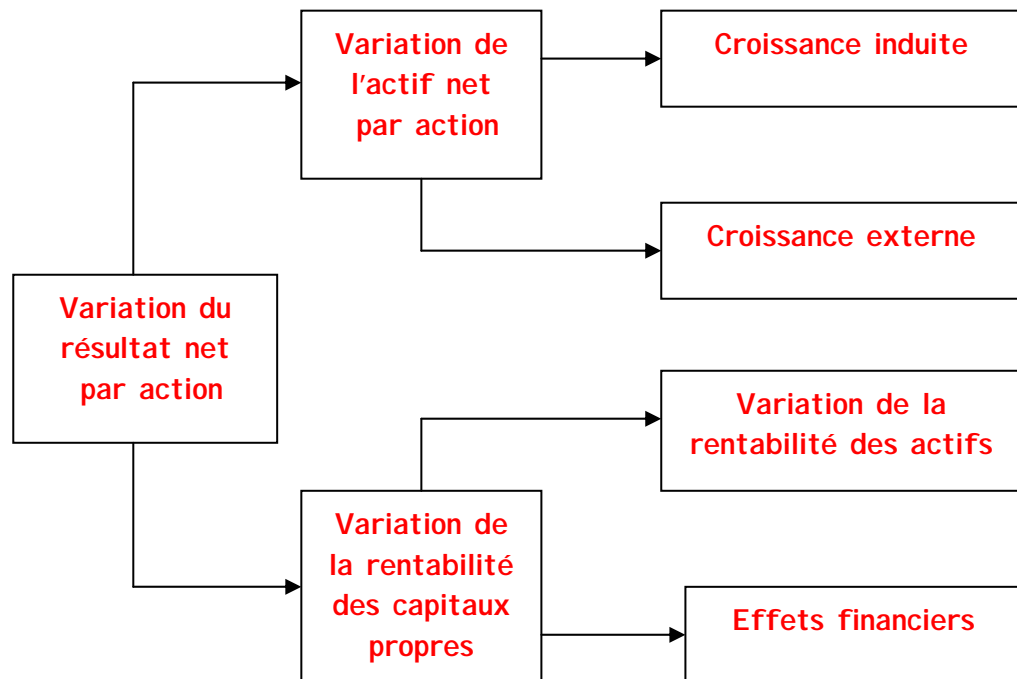 Variation de
l'actif net
par action
Croissance induite
Croissance externe
Variation du
résultat net
par action
Variation de la
rentabilité des actifs
Variation de
la rentabilité
des capitaux
propres
Effets financiers